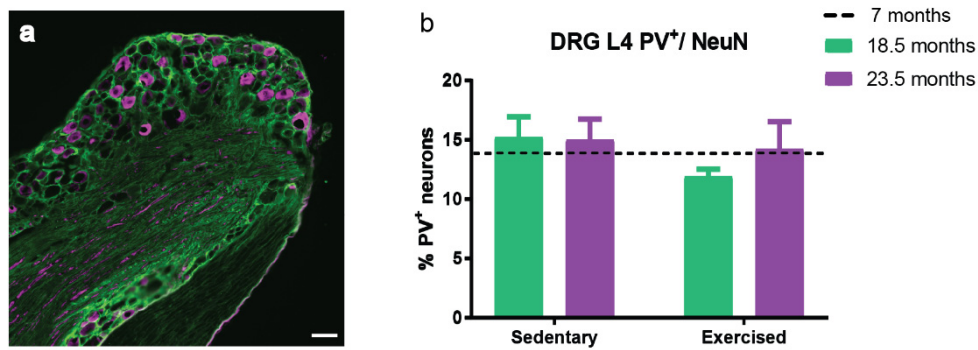 a
b
DRG L4 PV⁺/ NeuN
7 months
18.5 months
23.5 months
% PV⁺ neurons
20
15
10
5
0
Sedentary
Exercised